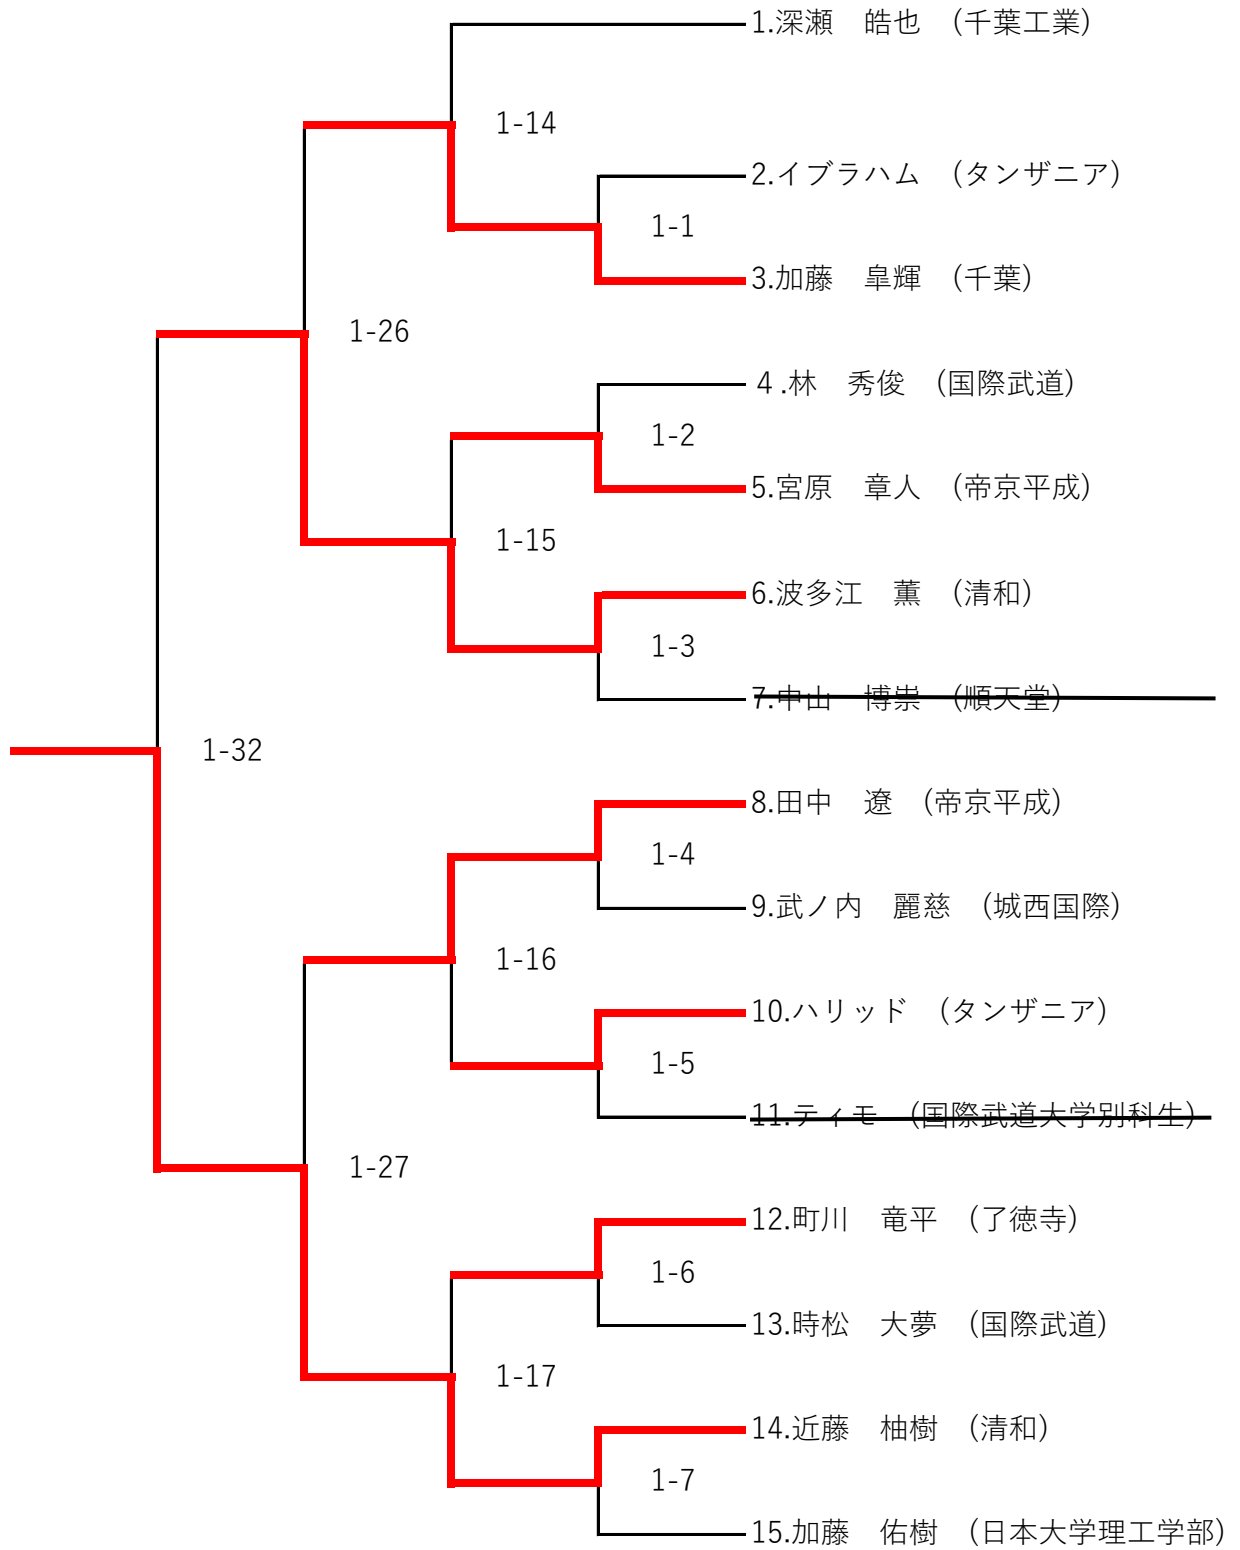 1.深瀬　皓也　(千葉工業)
1-14
2.イブラハム　(タンザニア)
1-1
3.加藤　皐輝　(千葉)
1-26
4.林　秀俊　(国際武道)
1-2
5.宮原　章人　(帝京平成)
1-15
6.波多江　薫　(清和)
1-3
7.中山　博崇　(順天堂)
1-32
8.田中　遼　(帝京平成)
1-4
9.武ノ内　麗慈　(城西国際)
1-16
10.ハリッド　(タンザニア)
1-5
11.ティモ　(国際武道大学別科生)
1-27
12.町川　竜平　(了徳寺)
1-6
13.時松　大夢　(国際武道)
1-17
14.近藤　柚樹　(清和)
1-7
15.加藤　佑樹　(日本大学理工学部)